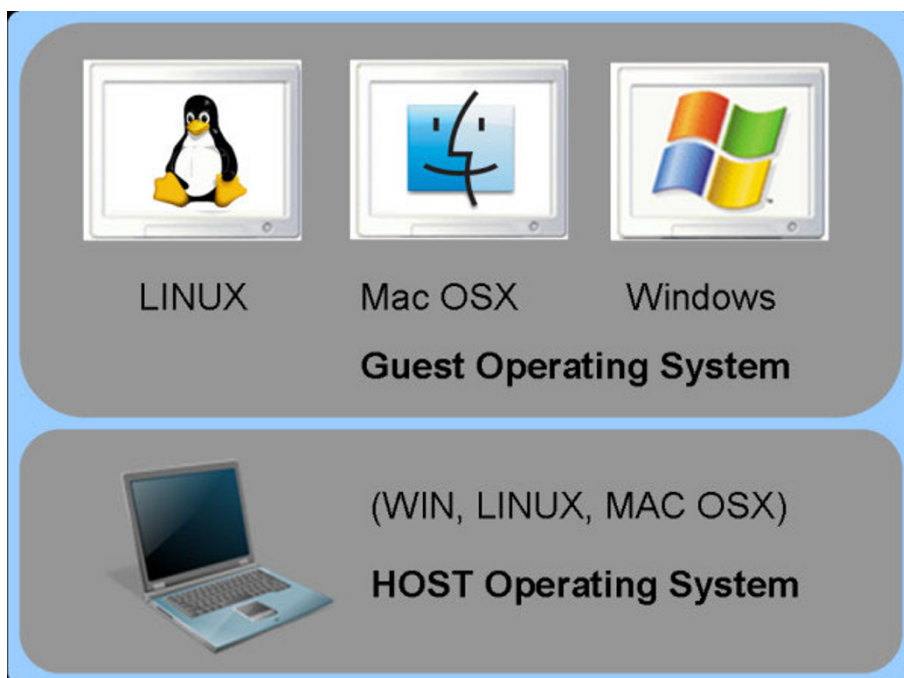 LINUX Mac OSX Windows
Guest Operating System
(WIN, LINUX, MAC OSX)
HOST Operating System